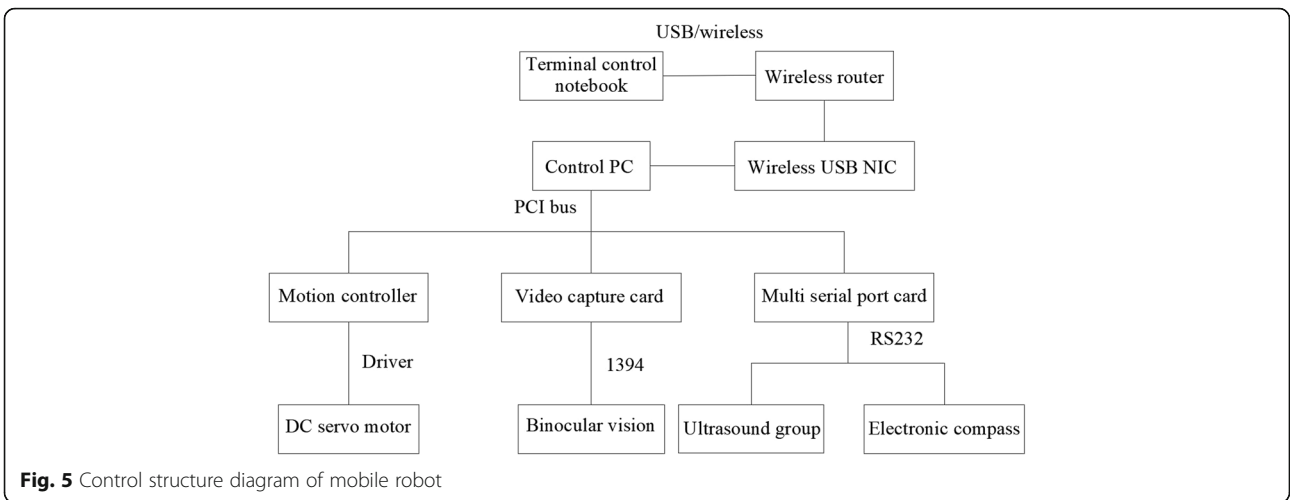 USB/wireless
Terminal control
notebook
Wireless router
Control PC
Wireless USB NIC
PCI bus
Motion controller
Video capture card
Multi serial port card
Driver
1394
RS232
DC servo motor
Binocular vision
Ultrasound group
Electronic compass
Fig. 5 Control structure diagram of mobile robot